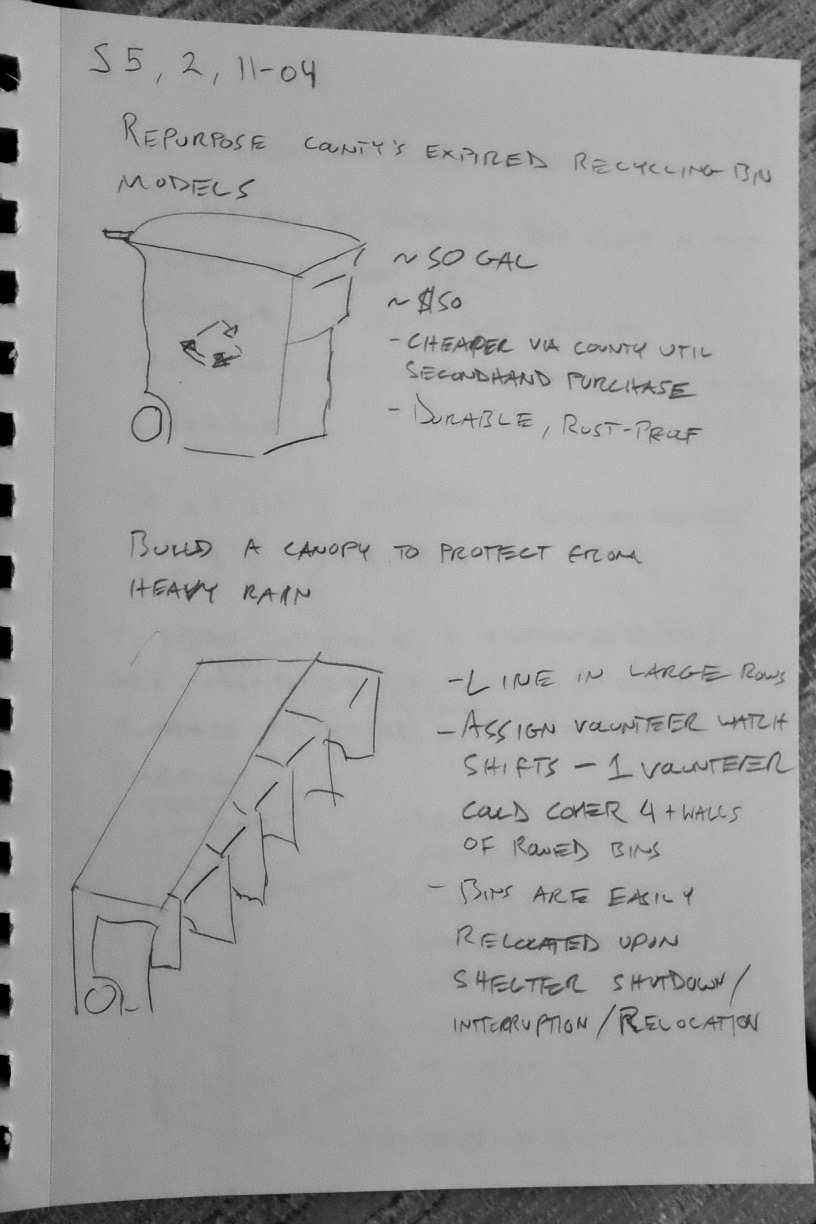 S5, 2, 11-04
REPURPOSE COUNTY'S EXPIRED RECYCLING BIN
MODELS
~50 GAL
~$50
- CHEAPER VIA COUNTY UTIL
SECONDHAND PURCHASE
- DURABLE, RUST-PROOF
BUILD A CANOPY TO PROTECT FROM
HEAVY RAIN
- LINE IN LARGE ROWS
- ASSIGN VOLUNTEER WATCH
SHIFTS - 1 VOLUNTEER
COULD COVER 4+ WALLS
OF ROWED BINS
- BINS ARE EASILY
RELOCATED UPON
SHELTER SHUTDOWN/
INTERRUPTION/RELOCATION